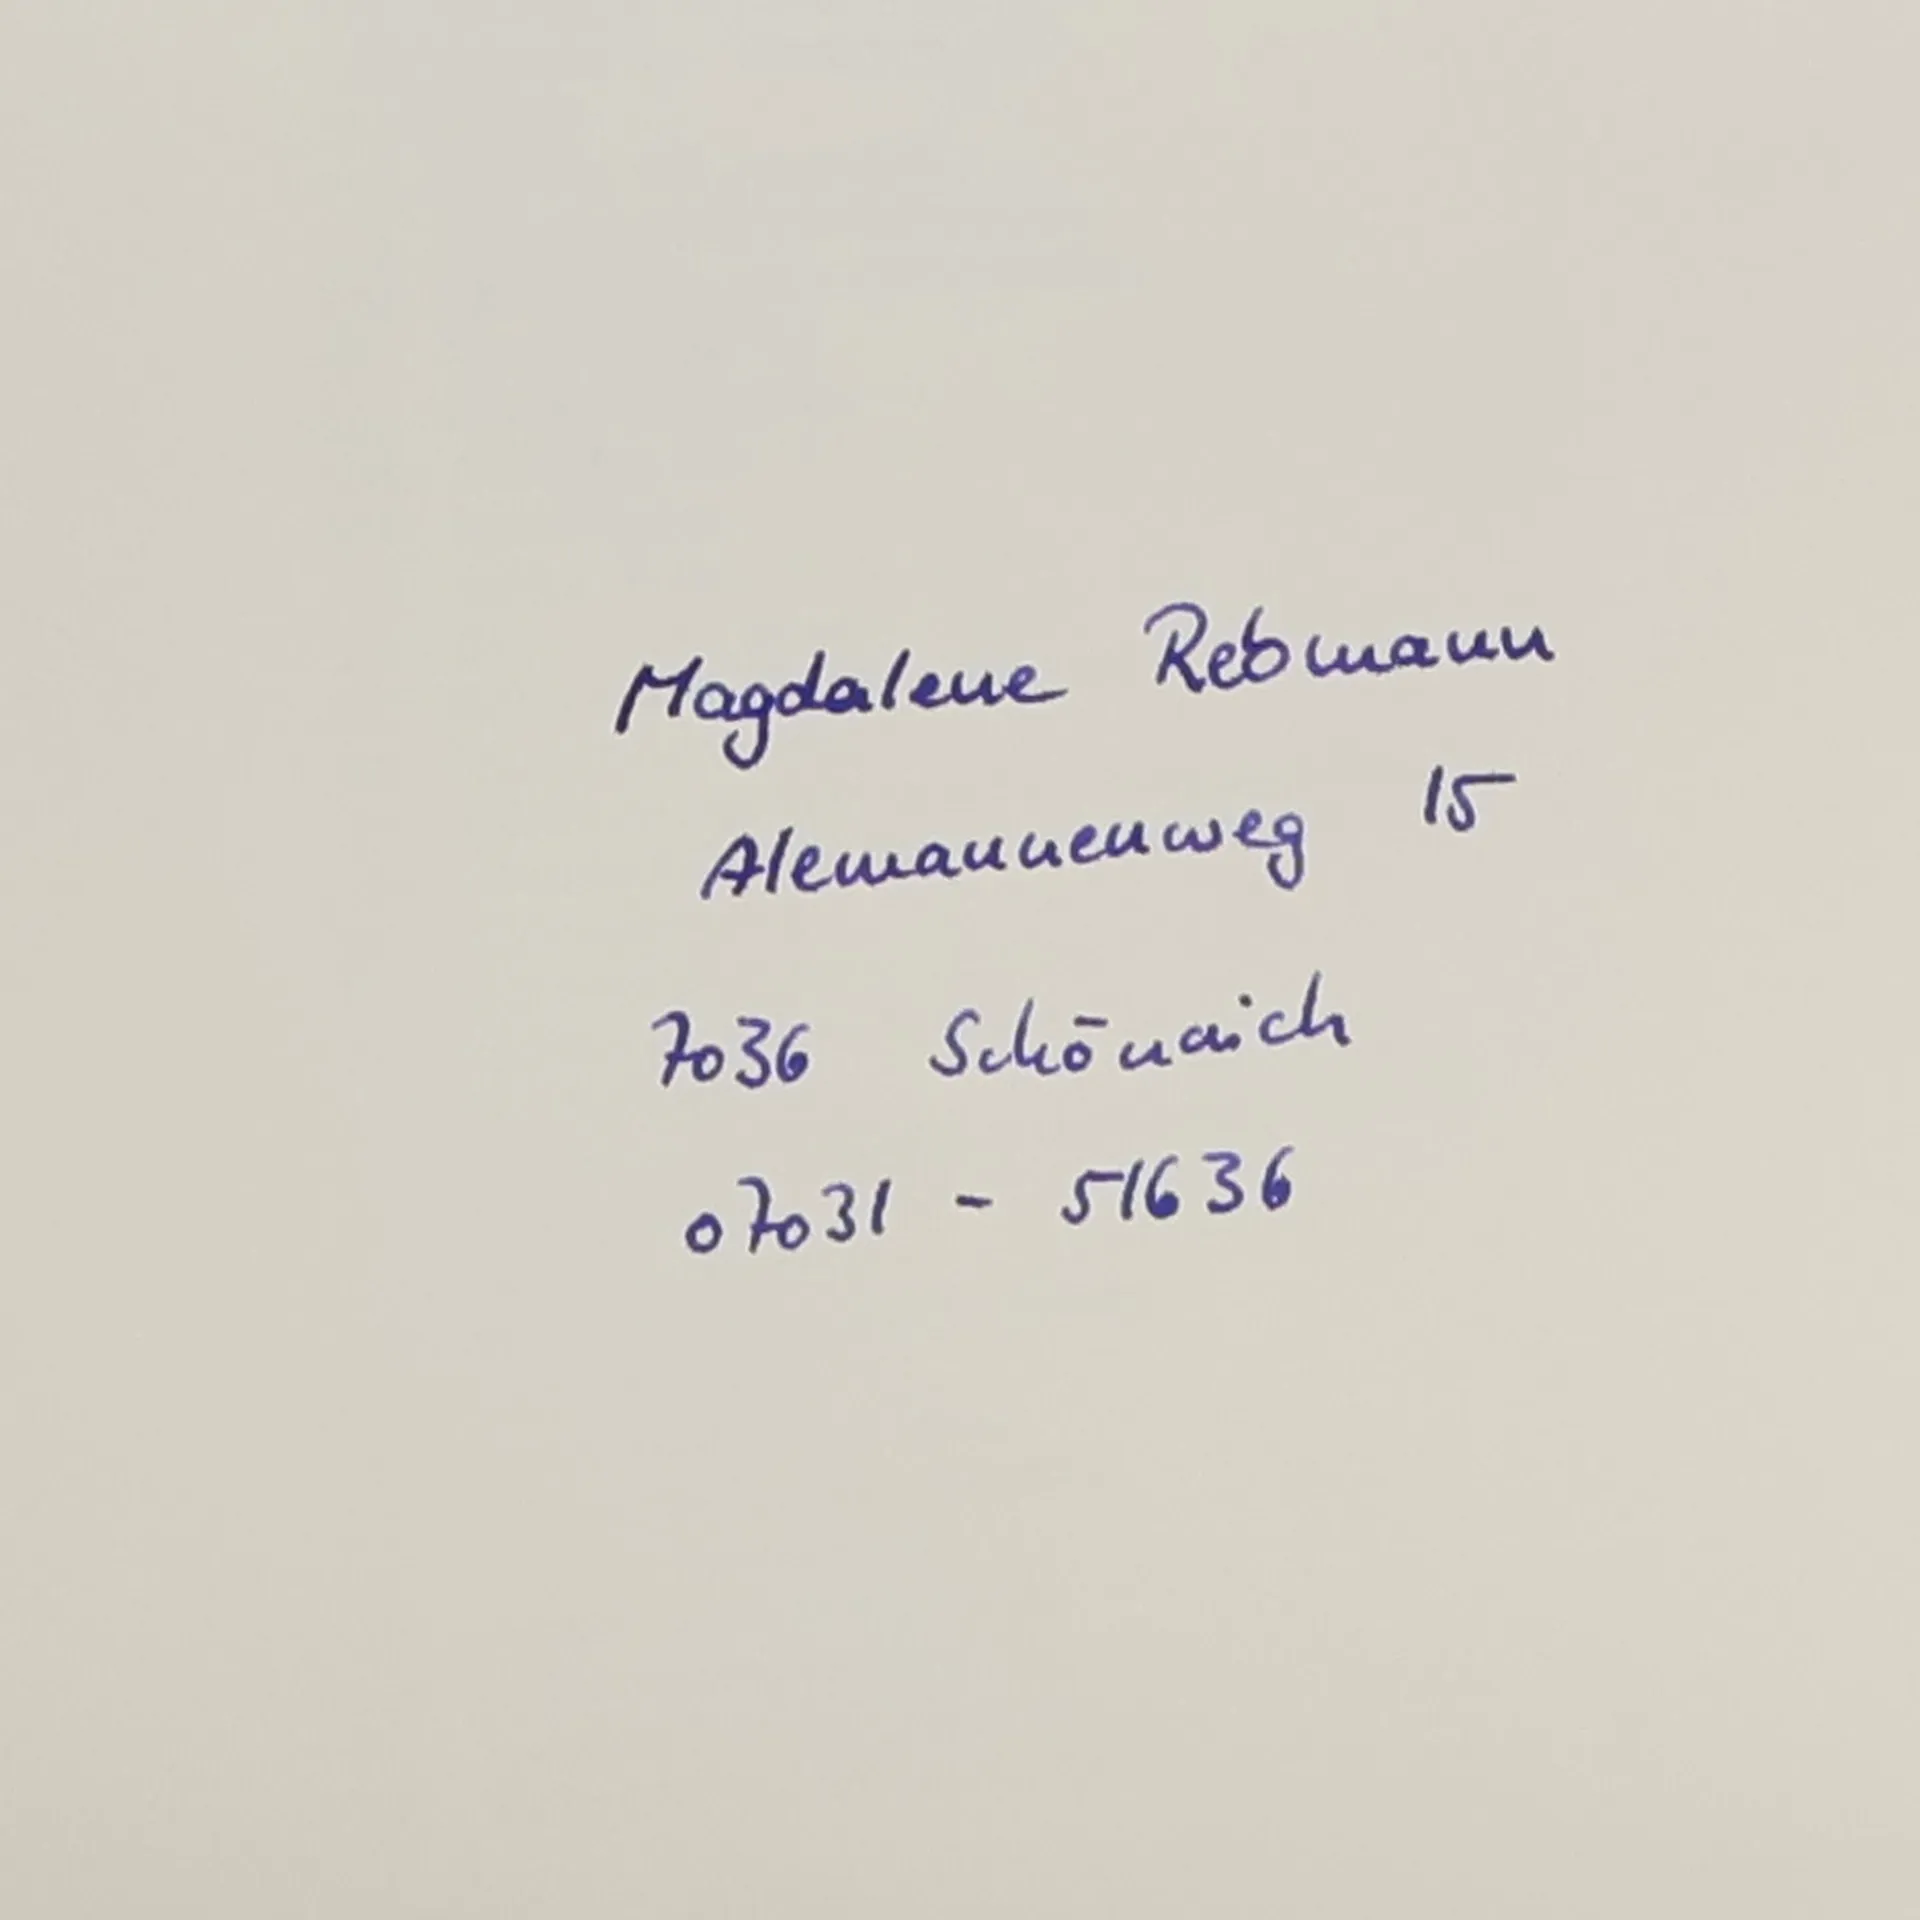 Magdalene Rebmann
Alemannenweg 15
7036 Schönaich
07031 - 51636